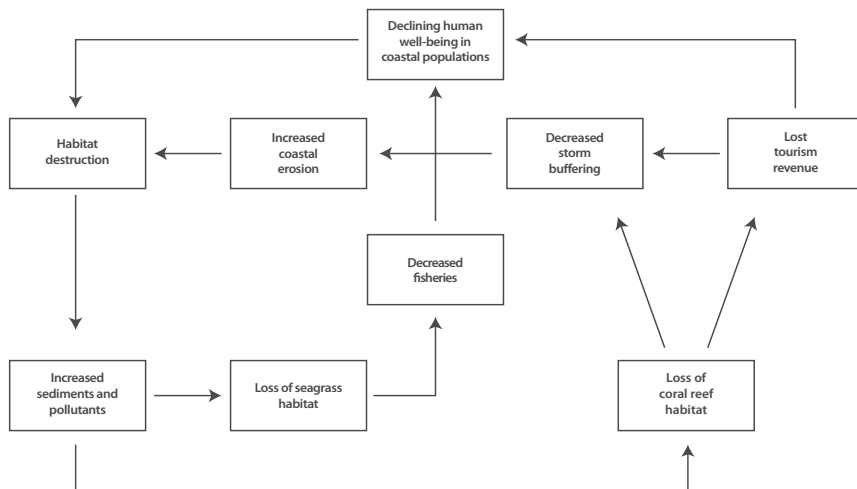 Declining human
well-being in
coastal populations
Habitat
destruction
Increased
coastal
erosion
Decreased
storm
buffering
Lost
tourism
revenue
Decreased
fisheries
Increased
sediments and
pollutants
Loss of seagrass
habitat
Loss of
coral reef
habitat